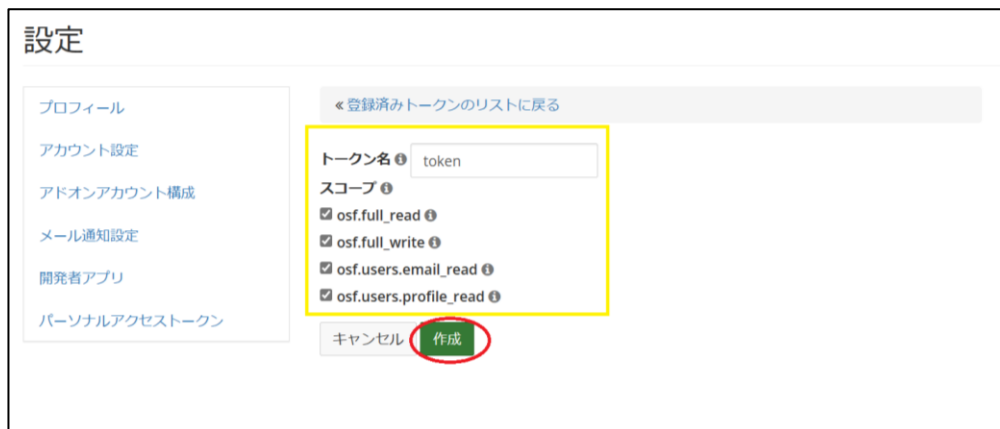 設定
プロフィール
アカウント設定
アドオンアカウント構成
メール通知設定
開発者アプリ
パーソナルアクセストークン
«登録済みトークンのリストに戻る
トークン名 token
スコープ
osf.full_read
osf.full_write
osf.users.email_read
osf.users.profile_read
キャンセル 作成